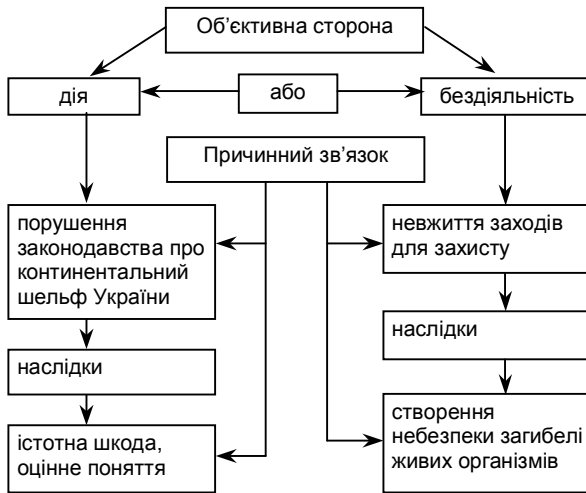 Об'єктивна сторона
дія
або
бездіяльність
Причинний зв'язок
порушення
законодавства про
континентальний
шельф України
невжиття заходів
для захисту
наслідки
наслідки
істотна шкода,
оцінне поняття
створення
небезпеки загибелі
живих організмів